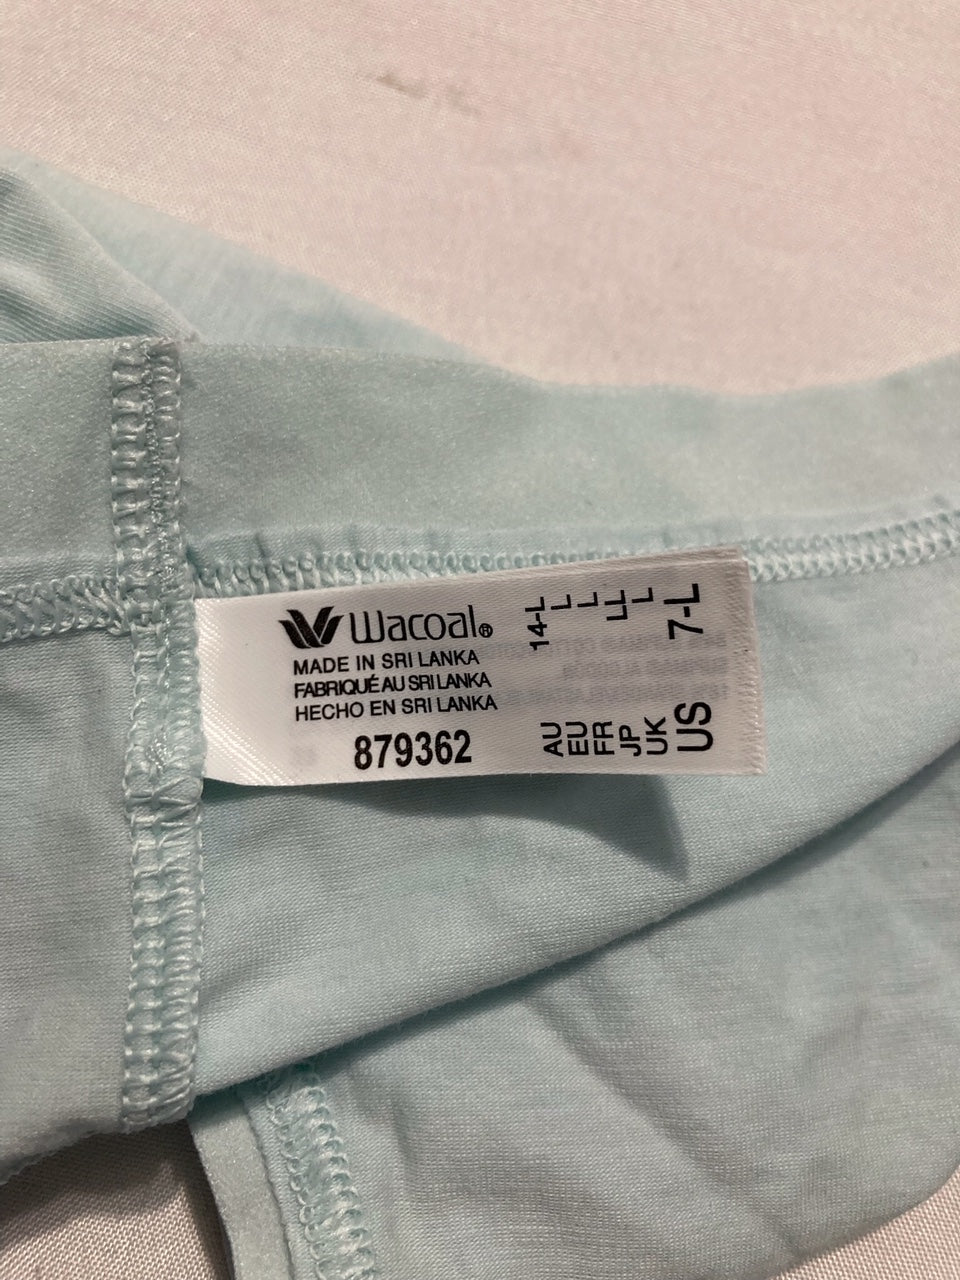 Wacoal®
MADE IN SRI LANKA
FABRIQUÉ AU SRI LANKA
HECHO EN SRI LANKA
879362
AU 14-L
EU L
FR L
JP LL
UK L
US 7-L